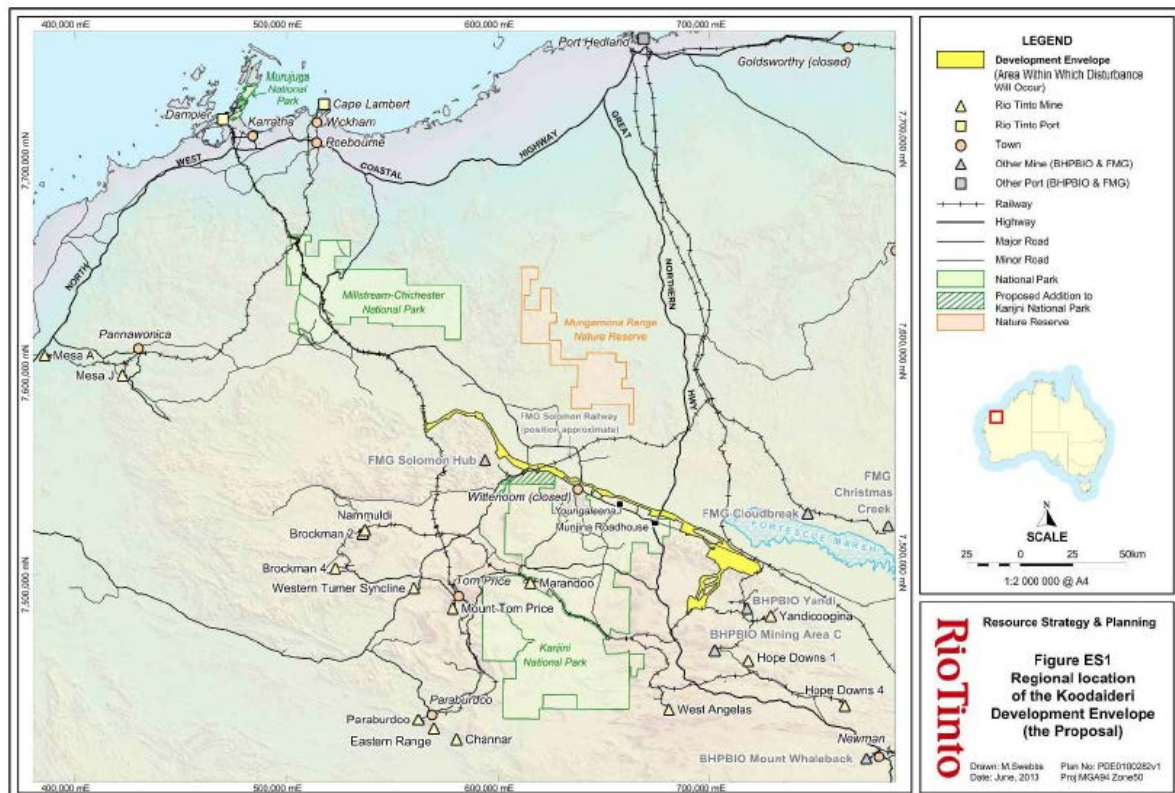 400,000 mE
500,000 mE
600,000 mE
700,000 mE
7,700,000 mN
7,600,000 mN
7,500,000 mN
7,700,000 mN
7,600,000 mN
7,500,000 mN
400,000 mE
500,000 mE
600,000 mE
700,000 mE
Port Hedland
Goldsworthy (closed)
Murujuga
National
Park
Cape Lambert
Dampier
Karratha
Wickham
Roebourne
NORTH
WEST
COASTAL
HIGHWAY
GREAT
NORTHERN
HWY
Millstream-Chichester
National Park
Mungaroona Range
Nature Reserve
Pannawonica
Mesa A
Mesa J
FMG Solomon Railway
(position approximate)
FMG Solomon Hub
Wittenoom (closed)
Youngaleena
Munjina Roadhouse
FMG Cloudbreak
FMG
Christmas
Creek
FORTESCUE MARSH
Nammuldi
Brockman 2
Brockman 4
Western Turner Syncline
Tom Price
Mount Tom Price
Marandoo
BHPBIO Yandi
Yandicoogina
BHPBIO Mining Area C
Hope Downs 1
Karijini
National Park
Hope Downs 4
West Angelas
Paraburdoo
Paraburdoo
Eastern Range
Channar
Newman
BHPBIO Mount Whaleback
LEGEND
Development Envelope
(Area Within Which Disturbance
Will Occur)
Rio Tinto Mine
Rio Tinto Port
Town
Other Mine (BHPBIO & FMG)
Other Port (BHPBIO & FMG)
Railway
Highway
Major Road
Minor Road
National Park
Proposed Addition to
Karijini National Park
Nature Reserve
N
SCALE
25 0 25 50km
1:2 000 000 @ A4
RioTinto
Resource Strategy & Planning
Figure ES1
Regional location
of the Koodaideri
Development Envelope
(the Proposal)
Drawn: M.Swebbs
Plan No: PDE0100282v1
Date: June, 2013
Proj:MGA94 Zone50